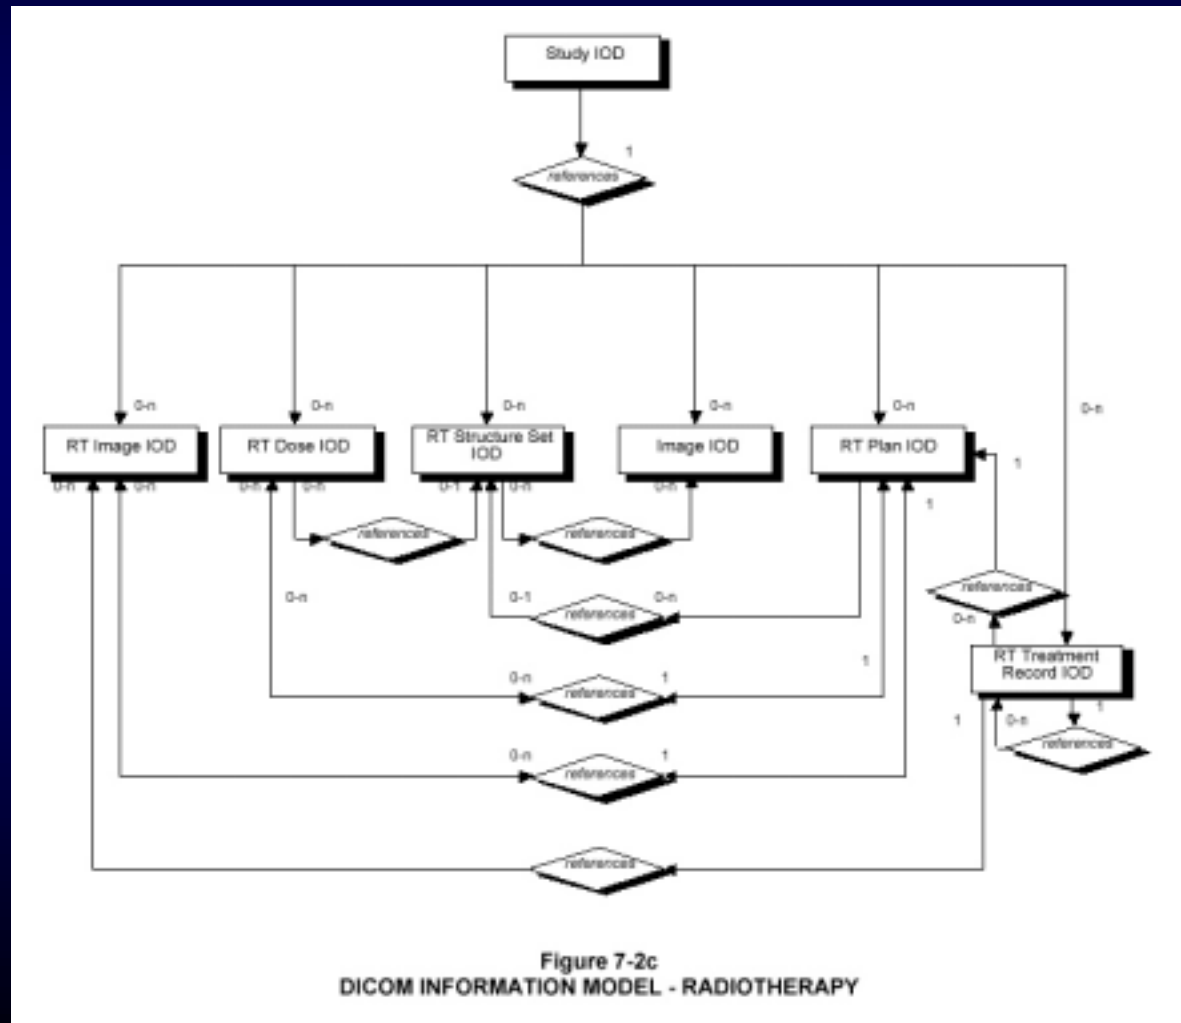 Study IOD
1
references
0-n
0-n
0-n
0-n
0-n
0-n
RT Image IOD
RT Dose IOD
RT Structure Set
IOD
Image IOD
RT Plan IOD
0-n
0-n
0-n
0-n
0-1
0-n
0-n
1
1
references
references
references
0-n
0-1
references
0-n
0-n
RT Treatment
Record IOD
0-n
references
1
1
1
1
0-n
references
0-n
references
1
references
Figure 7-2c
DICOM INFORMATION MODEL - RADIOTHERAPY